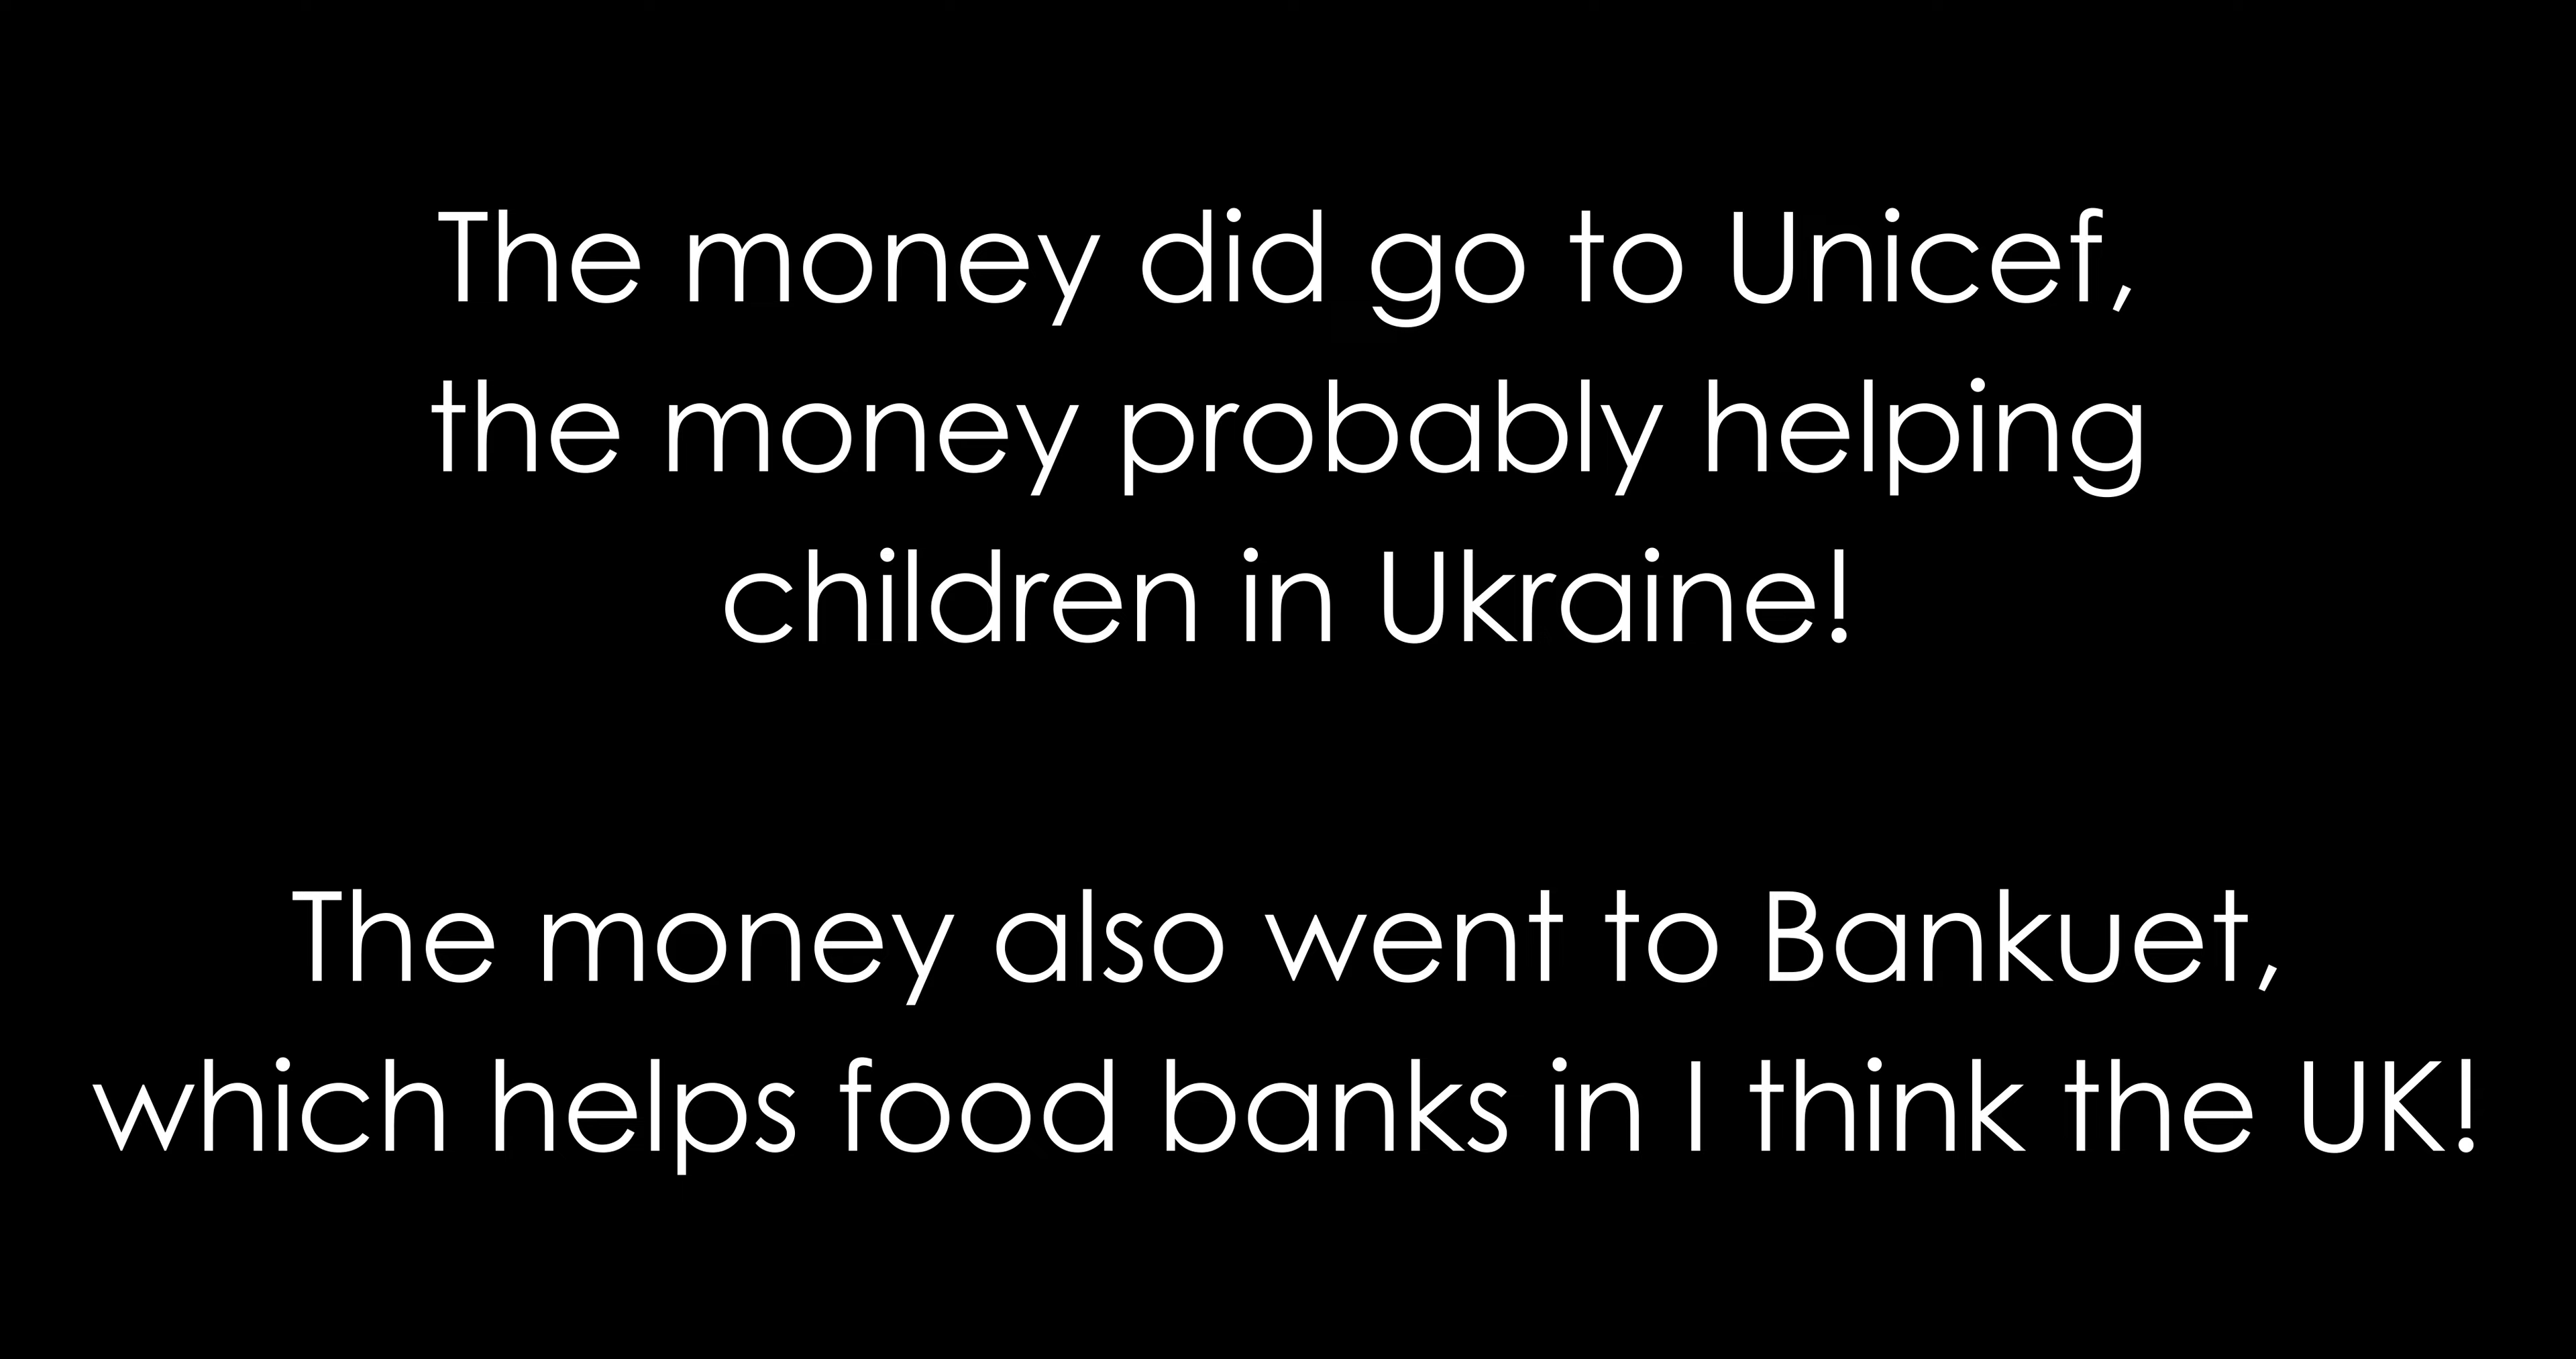 The money did go to Unicef,
the money probably helping
children in Ukraine!
The money also went to Bankuet,
which helps food banks in I think the UK!